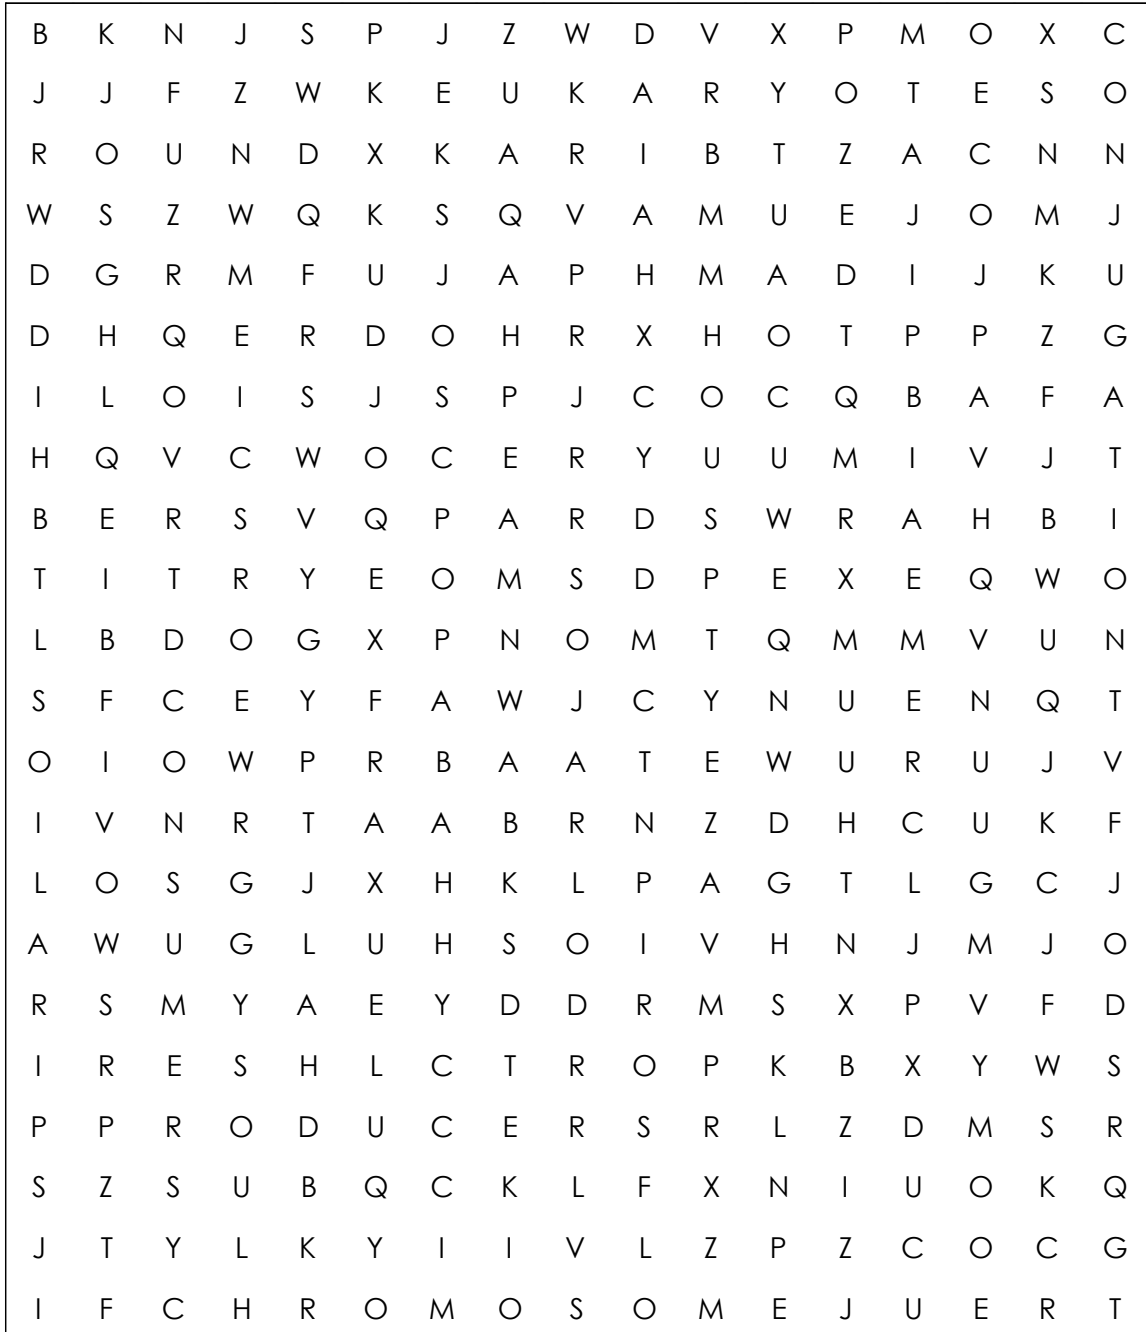 B K N J S P J Z W D V X P M O X C
J J F Z W K E U K A R Y O T E S O
R O U N D X K A R I B T Z A C N N
W S Z W Q K S Q V A M U E J O M J
D G R M F U J A P H M A D I J K U
D H Q E R D O H R X H O T P P Z G
I L O I S J S P J C O C Q B A F A
H Q V C W O C E R Y U U M I V J T
B E R S V Q P A R D S W R A H B I
T I T R Y E O M S D P E X E Q W O
L B D O G X P N O M T Q M M V U N
S F C E Y F A W J C Y N U E N Q T
O I O W P R B A A T E W U R U J V
I V N R T A A B R N Z D H C U K F
L O S G J X H K L P A G T L G C J
A W U G L U H S O I V H N J M J O
R S M Y A E Y D D R M S X P V F D
I R E S H L C T R O P K B X Y W S
P P R O D U C E R S R L Z D M S R
S Z S U B Q C K L F X N I U O K Q
J T Y L K Y I I V L Z P Z C O C G
I F C H R O M O S O M E J U E R T